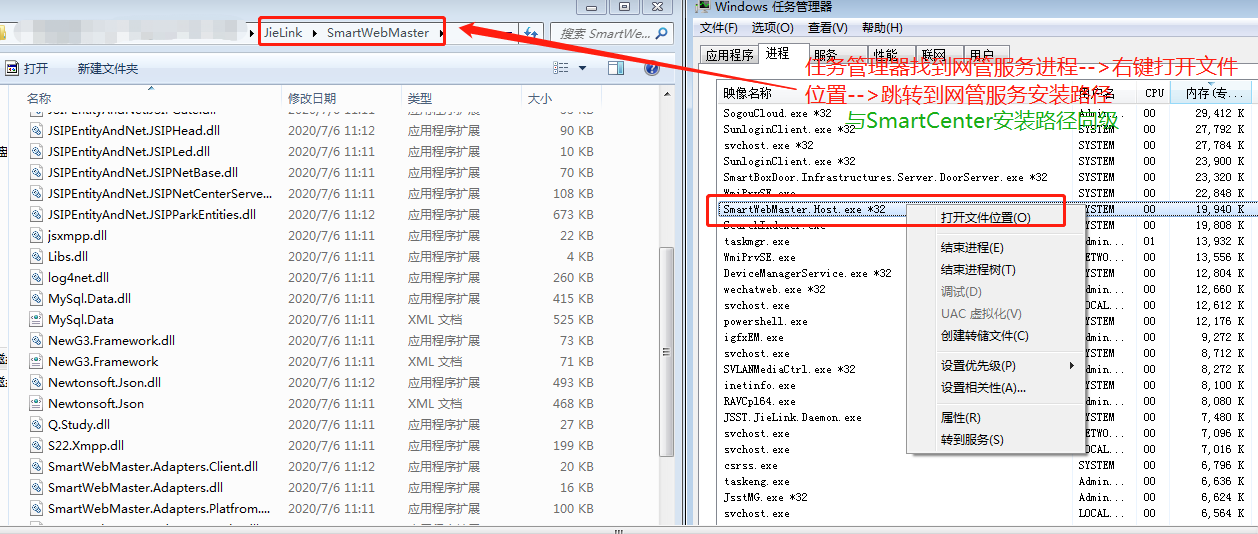 JieLink ▸ SmartWebMaster ▸
搜索 SmartWe...
打开 新建文件夹
名称 修改日期 类型 大小
JSIPEntityAndNet.JSIPHead.dll 2020/7/6 11:12 应用程序扩展 90 KB
JSIPEntityAndNet.JSIPLed.dll 2020/7/6 11:12 应用程序扩展 10 KB
JSIPEntityAndNet.JSIPNetBase.dll 2020/7/6 11:12 应用程序扩展 70 KB
JSIPEntityAndNet.JSIPNetCenterServe... 2020/7/6 11:11 应用程序扩展 108 KB
JSIPEntityAndNet.JSIPParkEntities.dll 2020/7/6 11:12 应用程序扩展 673 KB
jsxmpp.dll 2020/7/6 11:11 应用程序扩展 22 KB
Libs.dll 2020/7/6 11:11 应用程序扩展 4 KB
log4net.dll 2020/7/6 11:11 应用程序扩展 260 KB
MySql.Data.dll 2020/7/6 11:11 应用程序扩展 415 KB
MySql.Data 2020/7/6 11:11 XML 文档 525 KB
NewG3.Framework.dll 2020/7/6 11:11 应用程序扩展 73 KB
NewG3.Framework 2020/7/6 11:11 XML 文档 71 KB
Newtonsoft.Json.dll 2020/7/6 11:12 应用程序扩展 493 KB
Newtonsoft.Json 2020/7/6 11:11 XML 文档 468 KB
Q.Study.dll 2020/7/6 11:11 应用程序扩展 27 KB
S22.Xmpp.dll 2020/7/6 11:11 应用程序扩展 199 KB
SmartWebMaster.Adapters.Client.dll 2020/7/6 11:12 应用程序扩展 20 KB
SmartWebMaster.Adapters.dll 2020/7/6 11:11 应用程序扩展 16 KB
SmartWebMaster.Adapters.Platfrom.... 2020/7/6 11:11 应用程序扩展 100 KB
Windows 任务管理器
文件(F) 选项(O) 查看(V) 帮助(H)
应用程序 进程 服务 性能 联网 用户
任务管理器找到网管服务进程-->右键打开文件
位置-->跳转到网管服务安装路径
与SmartCenter安装路径同级
映像名称 用户名 CPU 内存(专...
SogouCloud.exe *32 Admin... 00 29,412 K
SunloginClient.exe SYSTEM 00 27,792 K
svchost.exe *32 SYSTEM 00 27,784 K
SunloginClient.exe *32 SYSTEM 00 23,900 K
SmartBoxDoor.Infrastructures.Server.DoorServer.exe *32 SYSTEM 00 23,320 K
WmiPrvSE.exe SYSTEM 00 22,848 K
SmartWebMaster.Host.exe *32 YSTEM 00 19,940 K
SearchIndexer.exe YSTEM 00 19,808 K
taskmgr.exe dmin... 01 13,932 K
WmiPrvSE.exe ETWO... 00 13,556 K
DeviceManagerService.exe *32 YSTEM 00 12,804 K
wechatweb.exe *32 dmin... 00 12,660 K
svchost.exe OCAL... 00 12,612 K
powershell.exe YSTEM 00 12,176 K
igfxEM.exe dmin... 00 9,272 K
svchost.exe YSTEM 00 8,712 K
SVLANMediaCtrl.exe *32 dmin... 00 8,272 K
inetinfo.exe YSTEM 00 8,100 K
RAVCpl64.exe dmin... 00 8,080 K
JSST.JieLink.Daemon.exe YSTEM 00 7,480 K
svchost.exe ETWO... 00 7,096 K
svchost.exe OCAL... 00 7,016 K
csrss.exe SYSTEM 00 6,796 K
taskeng.exe Admin... 00 6,636 K
JsstMG.exe *32 Admin... 00 6,624 K
svchost.exe LOCAL... 00 6,564 K
打开文件位置(O)
结束进程(E)
结束进程树(T)
调试(D)
UAC 虚拟化(V)
创建转储文件(C)
设置优先级(P)
设置相关性(A)...
属性(R)
转到服务(S)